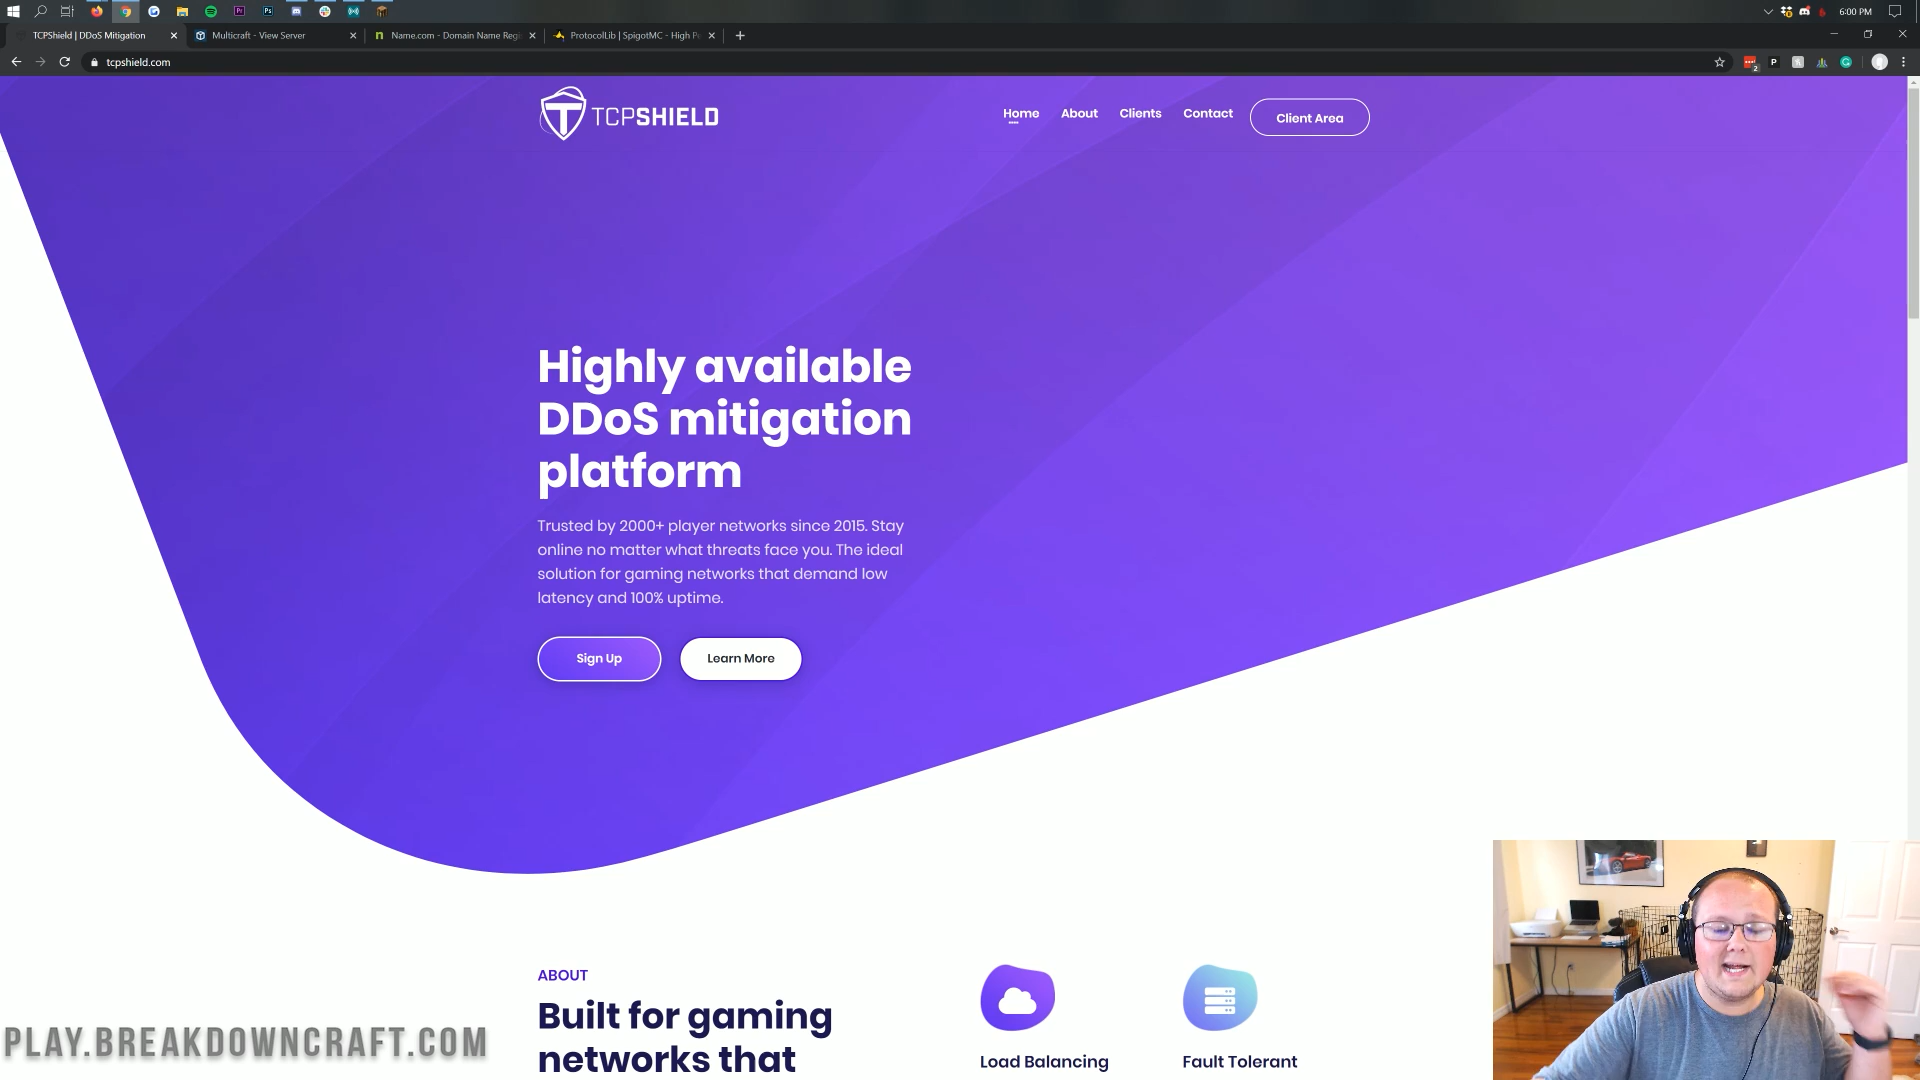 6:00 PM
TCPShield | DDoS Mitigation
Multicraft - View Server
Name.com - Domain Name Regi
ProtocolLib | SpigotMC - High P
tcpshield.com
TCPSHIELD
Home
About
Clients
Contact
Client Area
Highly available
DDoS mitigation
platform
Trusted by 2000+ player networks since 2015. Stay
online no matter what threats face you. The ideal
solution for gaming networks that demand low
latency and 100% uptime.
Sign Up
Learn More
ABOUT
Built for gaming
networks that
Load Balancing
Fault Tolerant
PLAY.BREAKDOWNCRAFT.COM